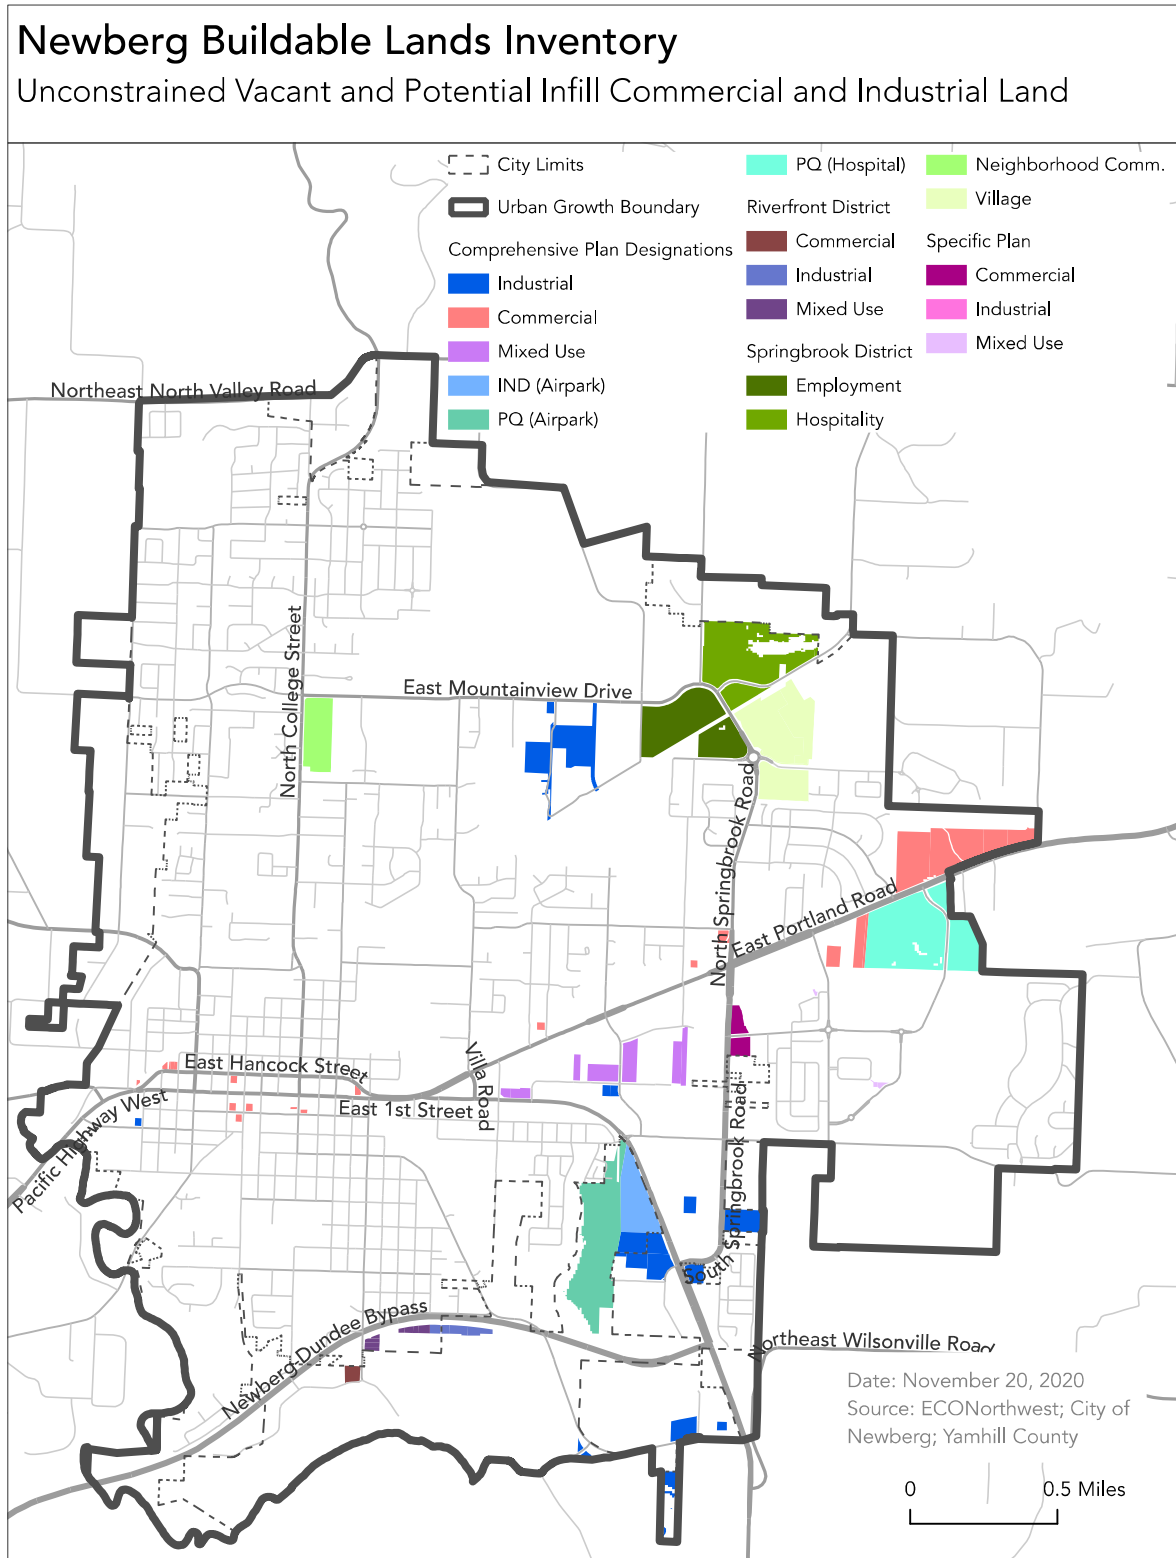 Newberg Buildable Lands Inventory
Unconstrained Vacant and Potential Infill Commercial and Industrial Land
City Limits
Urban Growth Boundary
Comprehensive Plan Designations
Industrial
Commercial
Mixed Use
IND (Airpark)
PQ (Airpark)
PQ (Hospital)
Riverfront District
Commercial
Industrial
Mixed Use
Springbrook District
Employment
Hospitality
Neighborhood Comm.
Village
Specific Plan
Commercial
Industrial
Mixed Use
Northeast North Valley Road
North College Street
East Mountainview Drive
North Springbrook Road
East Portland Road
East Hancock Street
Villa Road
East 1st Street
Pacific Highway West
South Springbrook Road
Newberg-Dundee Bypass
Northeast Wilsonville Road
Date: November 20, 2020
Source: ECONorthwest; City of
Newberg; Yamhill County
0 0.5 Miles